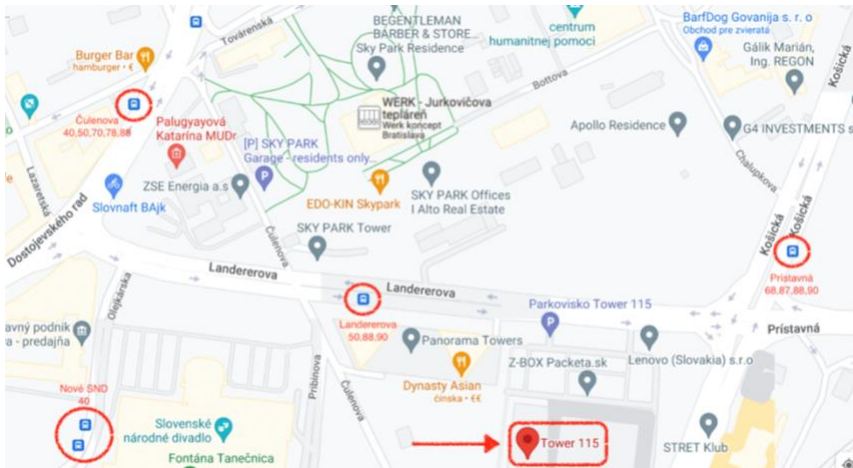 BEGENTLEMAN
BARBER & STORE
Sky Park Residence
centrum
humanitnej pomoci
BarfDog Govanija s. r. o
Obchod pre zvieratá
Gálik Marián,
Ing. REGON
Košická
Továrenská
Burger Bar
hamburger • €
Bottova
Čulenova
40,50,70,78,88
Palugyayová
Katarína MUDr
WERK - Jurkovičova
tepláreň
Werk koncept
Bratislava
Apollo Residence
G4 INVESTMENTS s
[P] SKY PARK
Garage - residents only...
Lazaretská
ZSE Energia a.s
Slovnaft BAjk
EDO-KIN Skypark
SKY PARK Offices
I Alto Real Estate
Chalupkova
Dostojevského rad
SKY PARK Tower
Čulenova
Košická
Košická
Landererova
Landererova
Olejkárska
Prístavná
68,87,88,90
Landererova
50,88,90
Parkovisko Tower 115
Prístavná
avný podnik
va - predajňa
Panorama Towers
Z-BOX Packeta.sk
Lenovo (Slovakia) s.r.o
Nové SND
40
Pribinova
Čulenova
Dynasty Asian
čínska • €€
Slovenské
národné divadlo
Tower 115
STRET Klub
Fontána Tanečnica